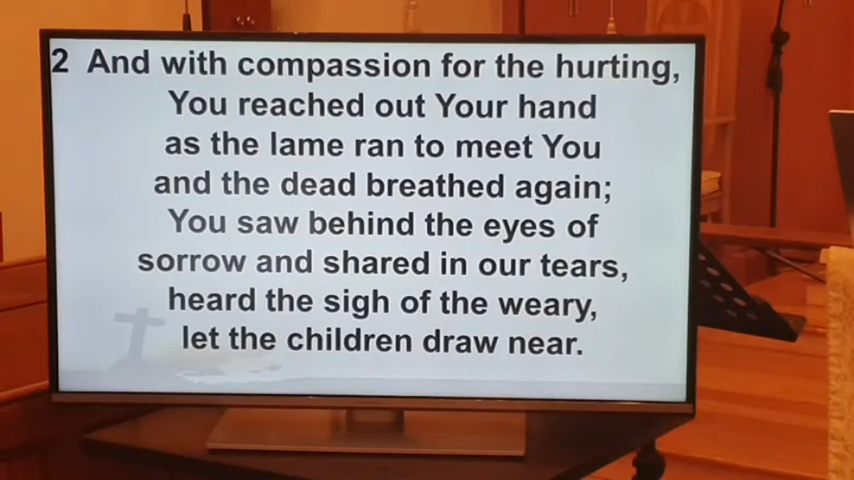 2 And with compassion for the hurting,
You reached out Your hand
as the lame ran to meet You
and the dead breathed again;
You saw behind the eyes of
sorrow and shared in our tears,
heard the sigh of the weary,
let the children draw near.